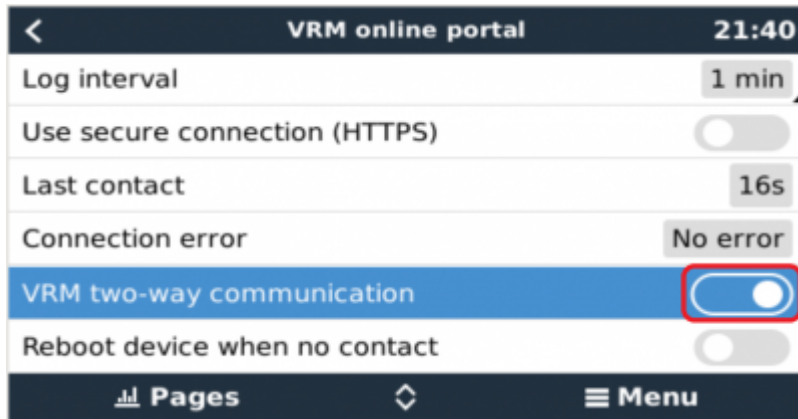 VRM online portal 21:40
Log interval 1 min
Use secure connection (HTTPS)
Last contact 16s
Connection error No error
VRM two-way communication
Reboot device when no contact
Pages Menu